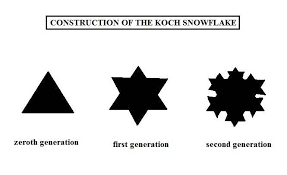 CONSTRUCTION OF THE KOCH SNOWFLAKE
zeroth generation
first generation
second generation